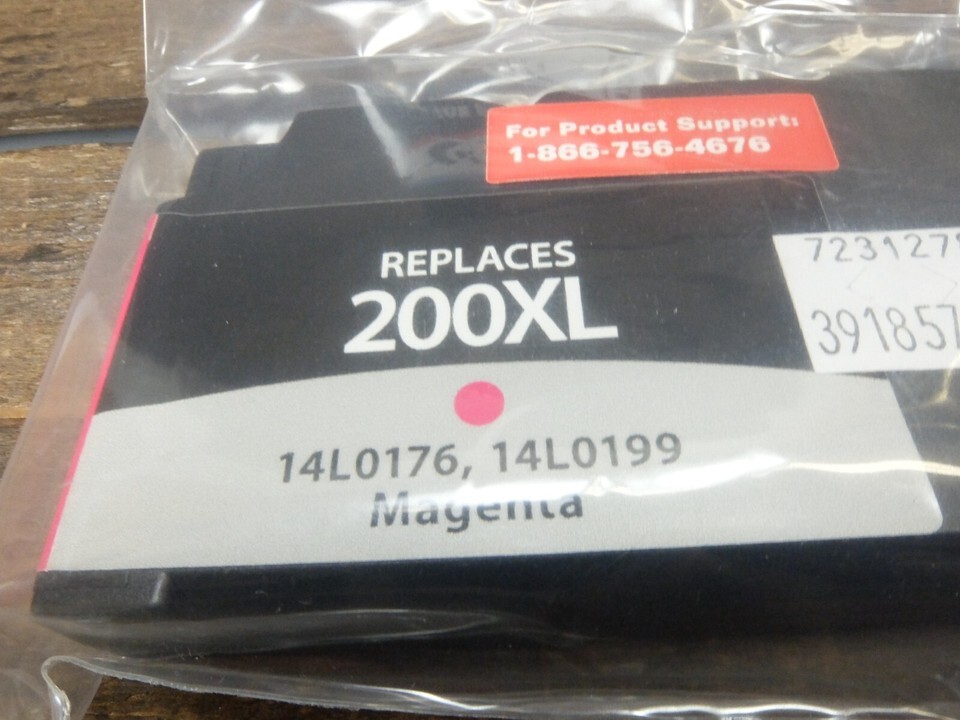 For Product Support:
1-866-756-4676
REPLACES
200XL
723127
391857
14L0176, 14L0199
Magenta